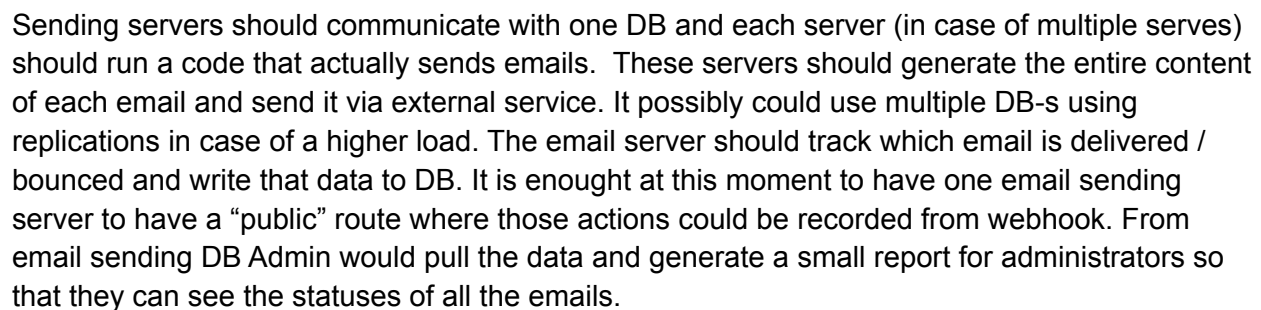 Sending servers should communicate with one DB and each server (in case of multiple serves)
should run a code that actually sends emails.  These servers should generate the entire content
of each email and send it via external service. It possibly could use multiple DB-s using
replications in case of a higher load. The email server should track which email is delivered /
bounced and write that data to DB. It is enought at this moment to have one email sending
server to have a “public” route where those actions could be recorded from webhook. From
email sending DB Admin would pull the data and generate a small report for administrators so
that they can see the statuses of all the emails.